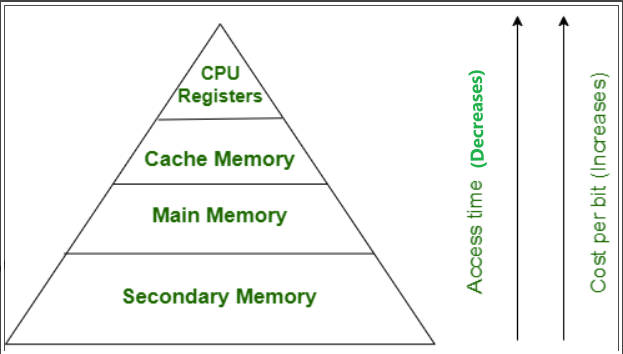 CPU
Registers
Cache Memory
Main Memory
Secondary Memory
Access time (Decreases)
Cost per bit (Increases)